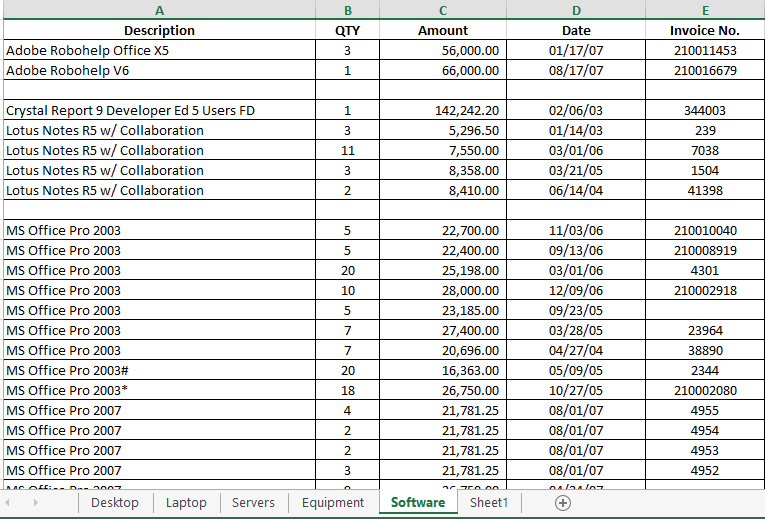 A B C D E
Description QTY Amount Date Invoice No.
Adobe Robohelp Office X5 3 56,000.00 01/17/07 210011453
Adobe Robohelp V6 1 66,000.00 08/17/07 210016679
Crystal Report 9 Developer Ed 5 Users FD 1 142,242.20 02/06/03 344003
Lotus Notes R5 w/ Collaboration 3 5,296.50 01/14/03 239
Lotus Notes R5 w/ Collaboration 11 7,550.00 03/01/06 7038
Lotus Notes R5 w/ Collaboration 3 8,358.00 03/21/05 1504
Lotus Notes R5 w/ Collaboration 2 8,410.00 06/14/04 41398
MS Office Pro 2003 5 22,700.00 11/03/06 210010040
MS Office Pro 2003 5 22,400.00 09/13/06 210008919
MS Office Pro 2003 20 25,198.00 03/01/06 4301
MS Office Pro 2003 10 28,000.00 12/09/06 210002918
MS Office Pro 2003 5 23,185.00 09/23/05
MS Office Pro 2003 7 27,400.00 03/28/05 23964
MS Office Pro 2003 7 20,696.00 04/27/04 38890
MS Office Pro 2003# 20 16,363.00 05/09/05 2344
MS Office Pro 2003* 18 26,750.00 10/27/05 210002080
MS Office Pro 2007 4 21,781.25 08/01/07 4955
MS Office Pro 2007 2 21,781.25 08/01/07 4954
MS Office Pro 2007 2 21,781.25 08/01/07 4953
MS Office Pro 2007 3 21,781.25 08/01/07 4952
MS Office Pro 2007
Desktop Laptop Servers Equipment Software Sheet1